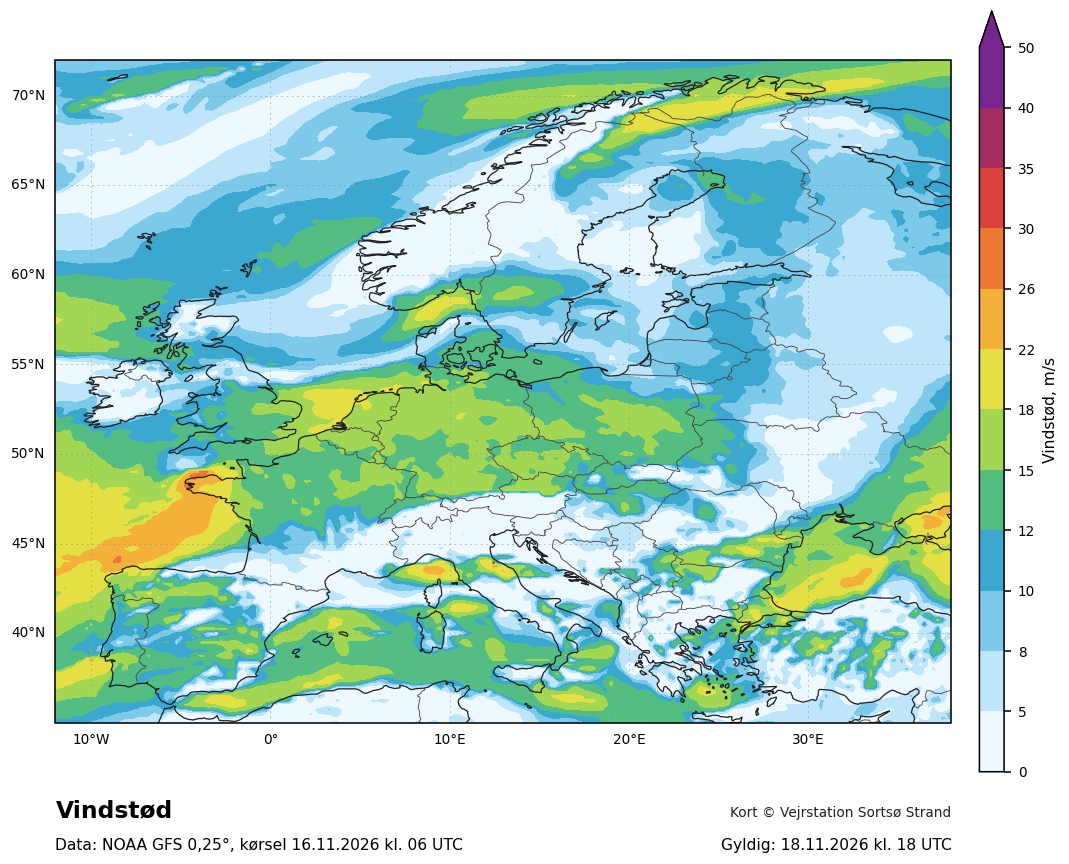 50
40
35
30
26
22
18
15
12
10
8
5
0
Vindstød, m/s
70°N
65°N
60°N
55°N
50°N
45°N
40°N
10°W
0°
10°E
20°E
30°E
Vindstød
Kort © Vejrstation Sortsø Strand
Data: NOAA GFS 0,25°, kørsel 16.11.2026 kl. 06 UTC
Gyldig: 18.11.2026 kl. 18 UTC